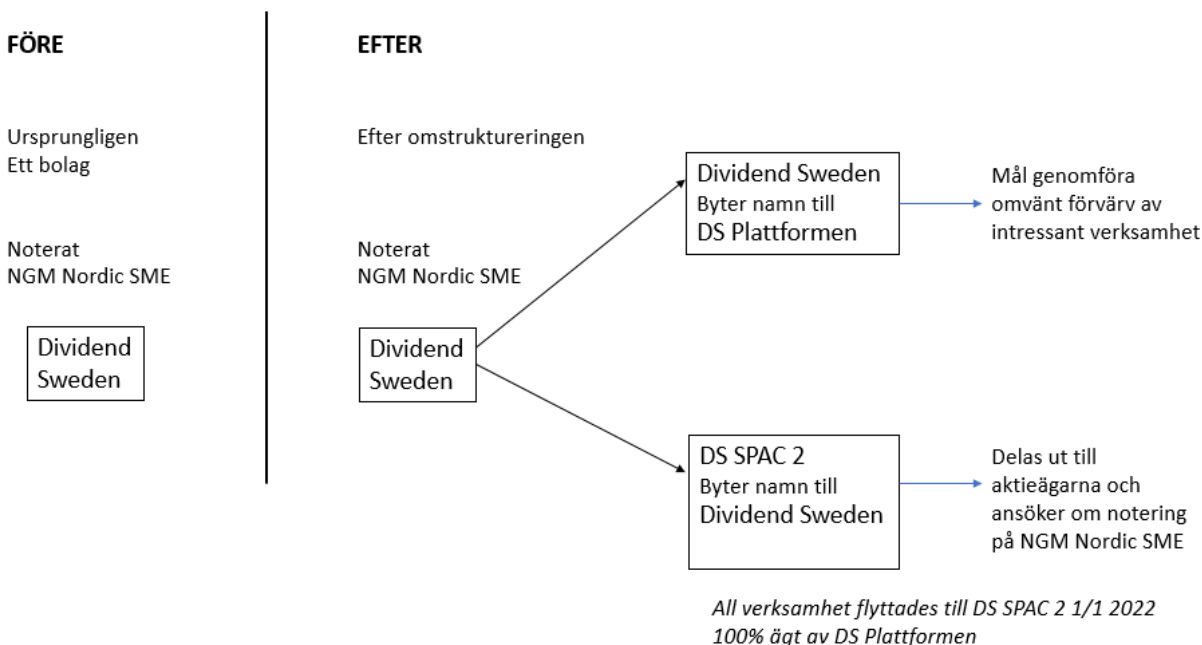 FÖRE
Ursprungligen
Ett bolag
Noterat
NGM Nordic SME
Dividend
Sweden
EFTER
Efter omstruktureringen
Noterat
NGM Nordic SME
Dividend
Sweden
Dividend Sweden
Byter namn till
DS Plattformen
Mål genomföra
omvänt förvärv av
intressant verksamhet
DS SPAC 2
Byter namn till
Dividend Sweden
Delas ut till
aktieägarna och
ansöker om notering
på NGM Nordic SME
All verksamhet flyttades till DS SPAC 2 1/1 2022
100% ägt av DS Plattformen